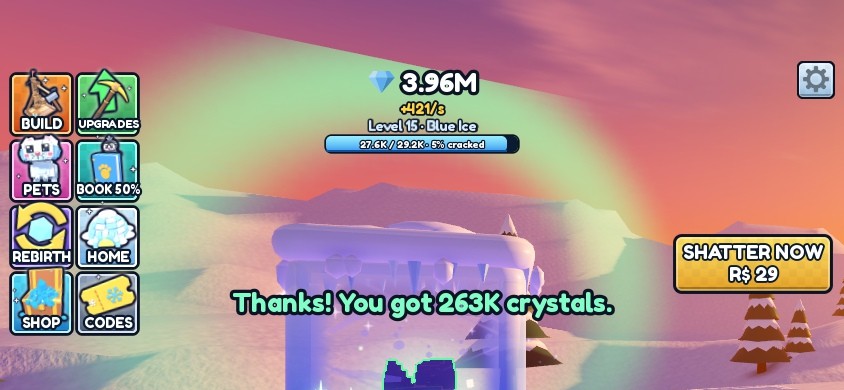 3.96M
+421/s
Level 15 · Blue Ice
27.6K / 29.2K · 5% cracked
BUILD
UPGRADES
PETS
BOOK 50%
REBIRTH
HOME
SHOP
CODES
SHATTER NOW
R$ 29
Thanks! You got 263K crystals.